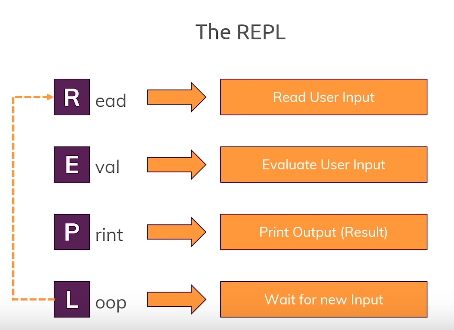 The REPL
Read Read User Input
Eval Evaluate User Input
Print Print Output (Result)
Loop Wait for new Input